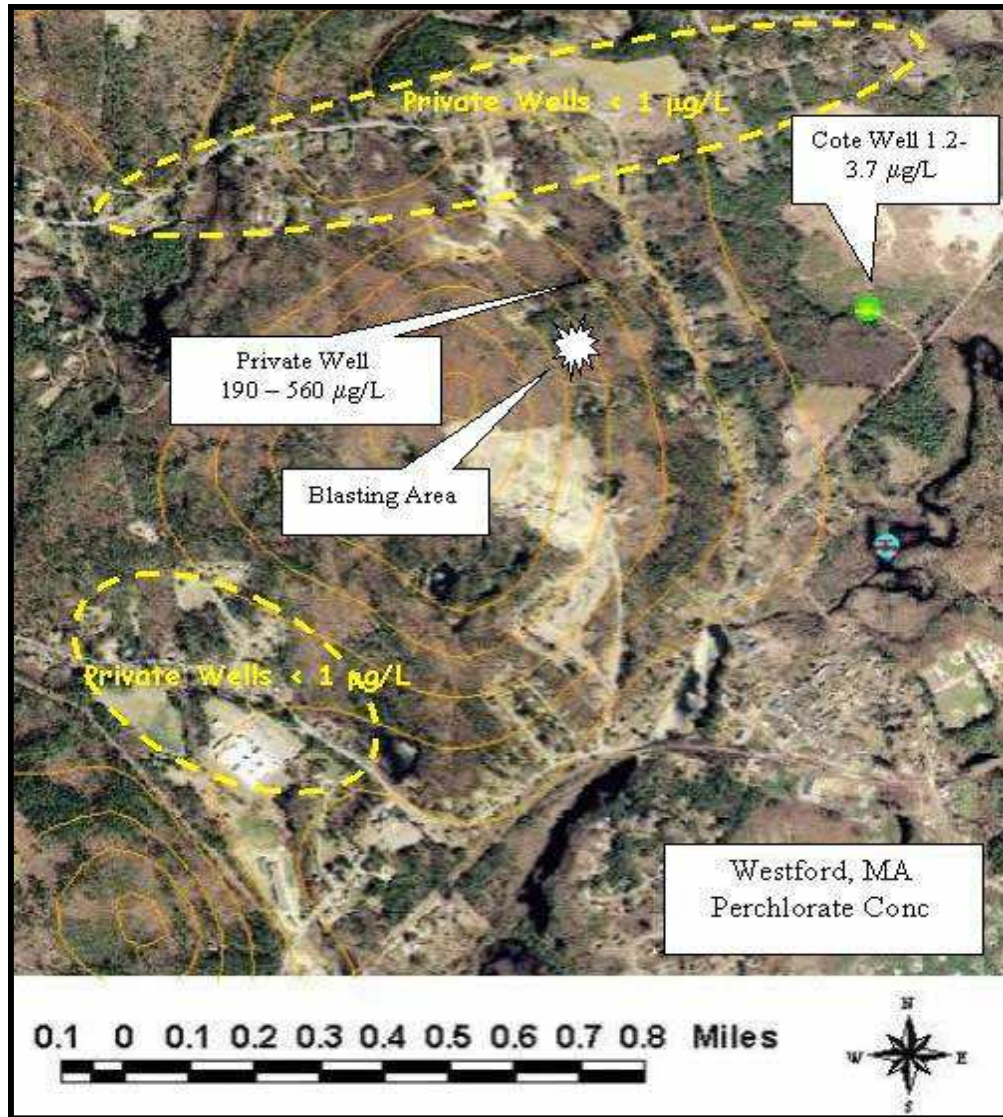 Private Wells < 1 µg/L
Cote Well 1.2-
3.7 µg/L
Private Well
190 – 560 µg/L
Blasting Area
Private Wells < 1 µg/L
Westford, MA
Perchlorate Conc
0.1 0 0.1 0.2 0.3 0.4 0.5 0.6 0.7 0.8 Miles
N
W E
S